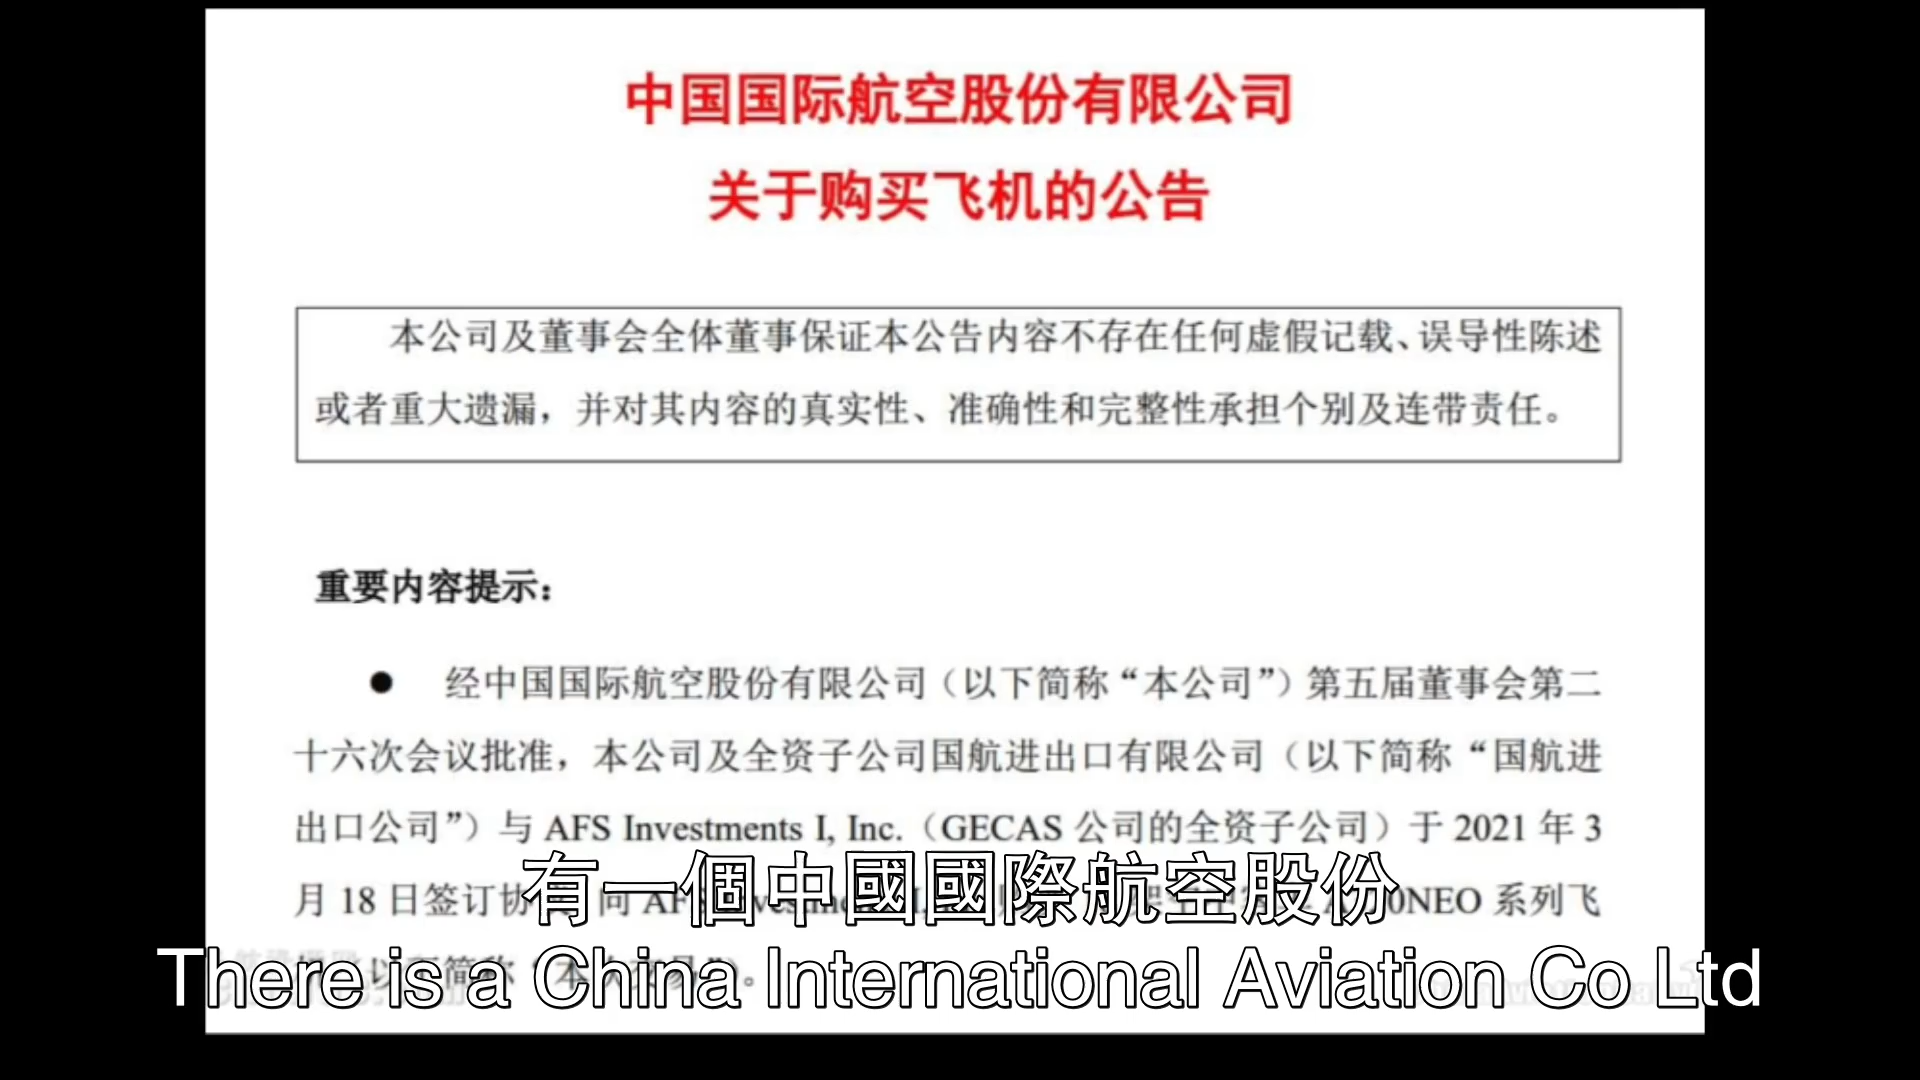 中国国际航空股份有限公司
关于购买飞机的公告
本公司及董事会全体董事保证本公告内容不存在任何虚假记载、误导性陈述
或者重大遗漏，并对其内容的真实性、准确性和完整性承担个别及连带责任。
重要内容提示：
● 经中国国际航空股份有限公司（以下简称“本公司”）第五届董事会第二
十六次会议批准，本公司及全资子公司国航进出口有限公司（以下简称“国航进
出口公司”）与 AFS Investments I, Inc.（GECAS 公司的全资子公司）于 2021 年 3
月 18 日签订协
NEO 系列飞
以下简称“本次交易”）。
有一個中國國際航空股份
There is a China International Aviation Co Ltd